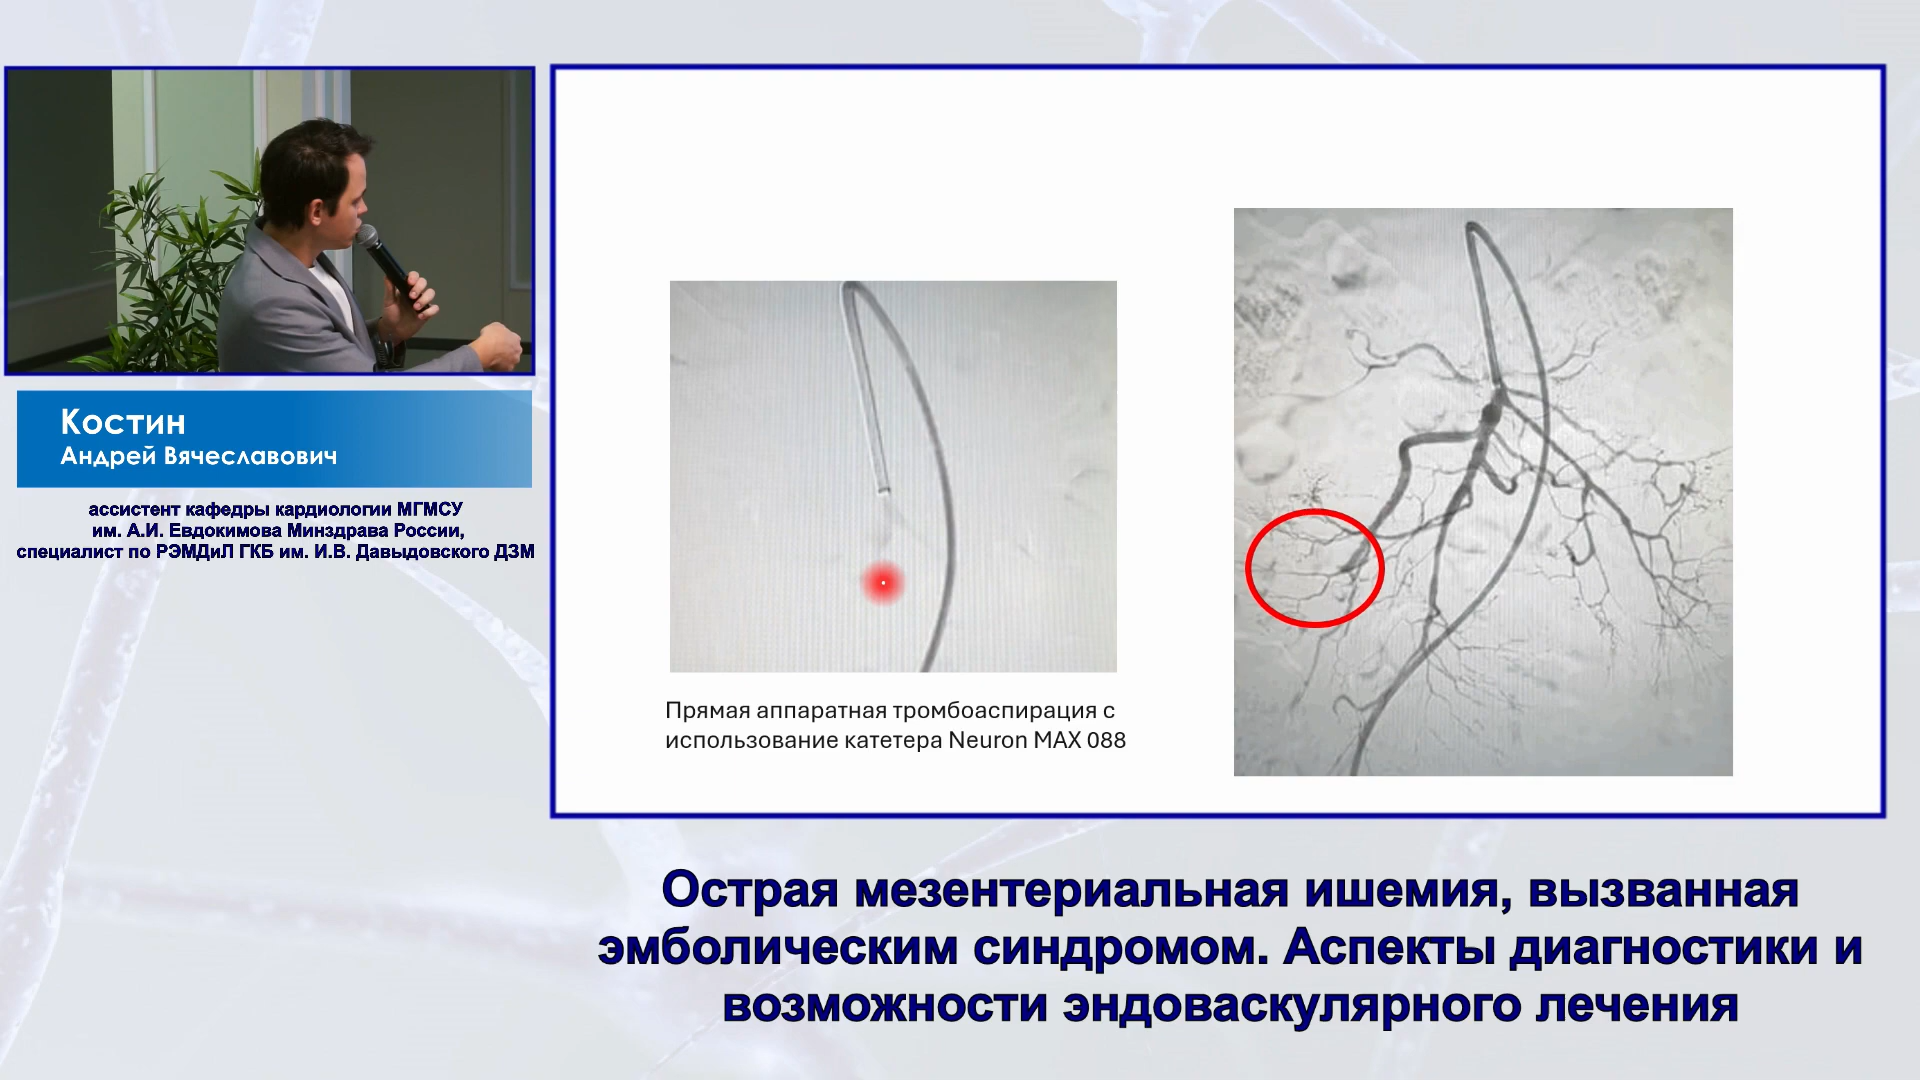 Костин
Андрей Вячеславович
ассистент кафедры кардиологии МГМСУ
им. А.И. Евдокимова Минздрава России,
специалист по РЭМДиЛ ГКБ им. И.В. Давыдовского ДЗМ
Прямая аппаратная тромбоаспирация с
использование катетера Neuron MAX 088
Острая мезентериальная ишемия, вызванная
эмболическим синдромом. Аспекты диагностики и
возможности эндоваскулярного лечения